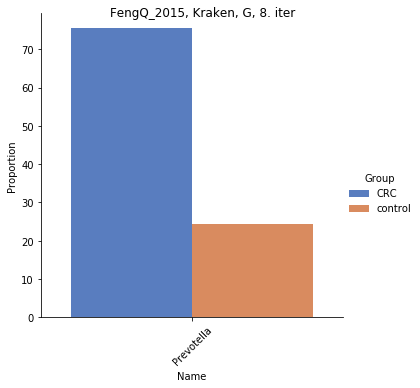 FengQ_2015, Kraken, G, 8. iter
Proportion
70
60
50
40
30
20
10
0
Prevotella
Name
Group
CRC
control